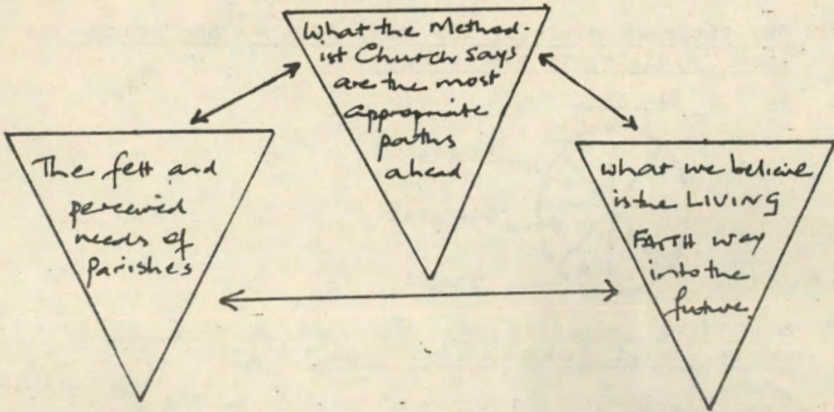 What the Method-
ist Church says
are the most
appropriate
paths
ahead
The felt and
perceived
needs of
Parishes
What we believe
is the LIVING
FAITH way
into the
future.